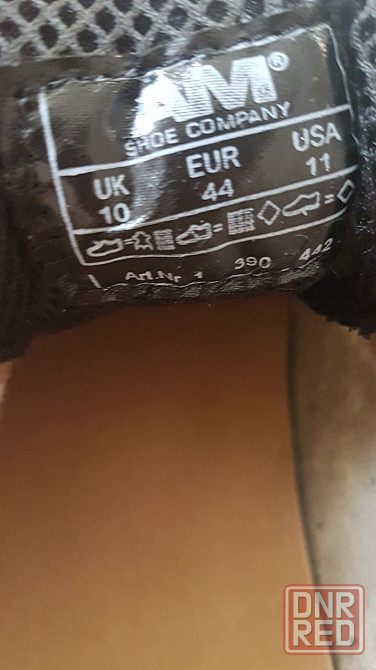 AM®
SHOE COMPANY
UK EUR USA
10 44 11
Art.Nr. 1 390 442
DNR
RED